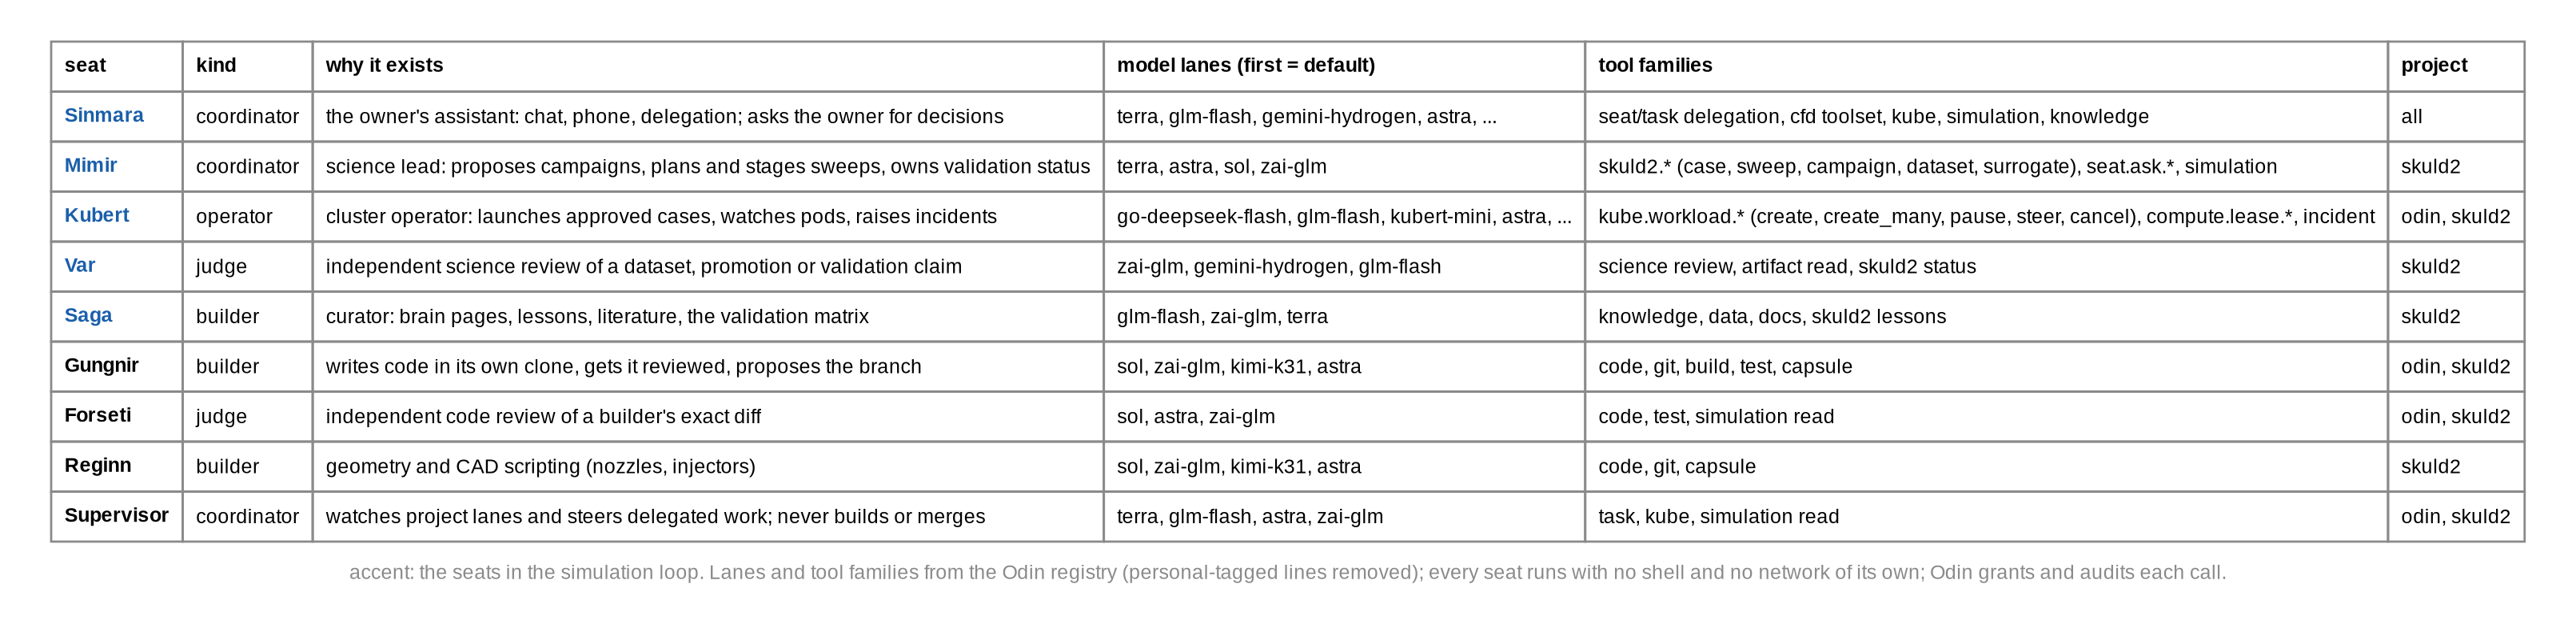 seat kind why it exists model lanes (first = default) tool families project
Sinmara coordinator the owner's assistant: chat, phone, delegation; asks the owner for decisions terra, glm-flash, gemini-hydrogen, astra, ... seat/task delegation, cfd toolset, kube, simulation, knowledge all
Mimir coordinator science lead: proposes campaigns, plans and stages sweeps, owns validation status terra, astra, sol, zai-glm skuld2.* (case, sweep, campaign, dataset, surrogate), seat.ask.*, simulation skuld2
Kubert operator cluster operator: launches approved cases, watches pods, raises incidents go-deepseek-flash, glm-flash, kubert-mini, astra, ... kube.workload.* (create, create_many, pause, steer, cancel), compute.lease.*, incident odin, skuld2
Var judge independent science review of a dataset, promotion or validation claim zai-glm, gemini-hydrogen, glm-flash science review, artifact read, skuld2 status skuld2
Saga builder curator: brain pages, lessons, literature, the validation matrix glm-flash, zai-glm, terra knowledge, data, docs, skuld2 lessons skuld2
Gungnir builder writes code in its own clone, gets it reviewed, proposes the branch sol, zai-glm, kimi-k31, astra code, git, build, test, capsule odin, skuld2
Forseti judge independent code review of a builder's exact diff sol, astra, zai-glm code, test, simulation read odin, skuld2
Reginn builder geometry and CAD scripting (nozzles, injectors) sol, zai-glm, kimi-k31, astra code, git, capsule skuld2
Supervisor coordinator watches project lanes and steers delegated work; never builds or merges terra, glm-flash, astra, zai-glm task, kube, simulation read odin, skuld2
accent: the seats in the simulation loop. Lanes and tool families from the Odin registry (personal-tagged lines removed); every seat runs with no shell and no network of its own; Odin grants and audits each call.